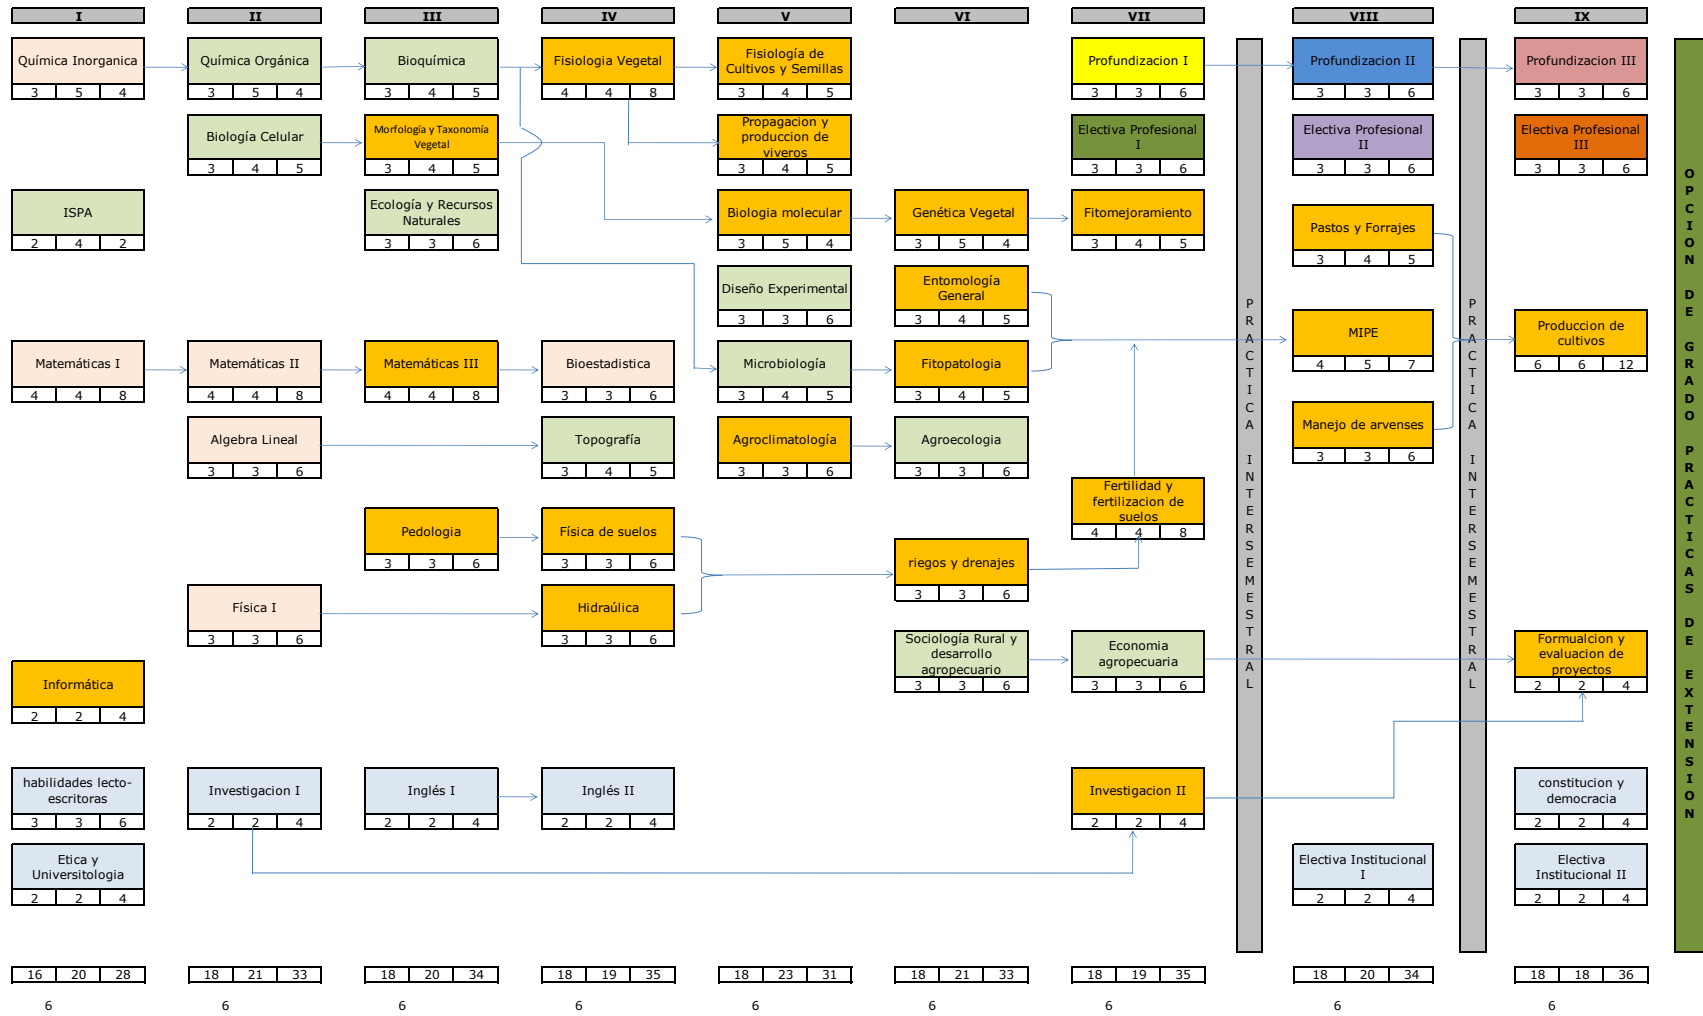 I II III IV V VI VII VIII IX
Química Inorganica Química Orgánica Bioquímica Fisiologia Vegetal Fisiología de Cultivos y Semillas Profundizacion I Profundizacion II Profundizacion III
3 5 4 3 5 4 3 4 5 4 4 8 3 4 5 3 3 6 3 3 6 3 3 6
Biología Celular Morfología y Taxonomía Vegetal Propagacion y produccion de viveros Electiva Profesional I Electiva Profesional II Electiva Profesional III
3 4 5 3 4 5 3 4 5 3 3 6 3 3 6 3 3 6
ISPA Ecología y Recursos Naturales Biologia molecular Genética Vegetal Fitomejoramiento Pastos y Forrajes
2 4 2 3 3 6 3 5 4 3 5 4 3 4 5 3 4 5
Diseño Experimental Entomología General
3 3 6 3 4 5
MIPE Produccion de cultivos
4 5 7 6 6 12
Matemáticas I Matemáticas II Matemáticas III Bioestadistica Microbiología Fitopatologia
4 4 8 4 4 8 4 4 8 3 3 6 3 4 5 3 4 5
Algebra Lineal Topografía Agroclimatología Agroecologia Manejo de arvenses
3 3 6 3 4 5 3 3 6 3 3 6 3 3 6
Fertilidad y fertilizacion de suelos
4 4 8
Pedologia Física de suelos riegos y drenajes
3 3 6 3 3 6 3 3 6
Física I Hidraúlica
3 3 6 3 3 6
Sociología Rural y desarrollo agropecuario Economia agropecuaria Formualcion y evaluacion de proyectos
3 3 6 3 3 6 2 2 4
Informática
2 2 4
habilidades lecto-escritoras Investigacion I Inglés I Inglés II Investigacion II constitucion y democracia
3 3 6 2 2 4 2 2 4 2 2 4 2 2 4 2 2 4
Etica y Universitologia Electiva Institucional I Electiva Institucional II
2 2 4 2 2 4 2 2 4
PRACTICA INTERSEMESTRAL
PRACTICA INTERSEMESTRAL
OPCION DE GRADO PRACTICAS DE EXTENSION
16 20 28 18 21 33 18 20 34 18 19 35 18 23 31 18 21 33 18 19 35 18 20 34 18 18 36
6 6 6 6 6 6 6 6 6